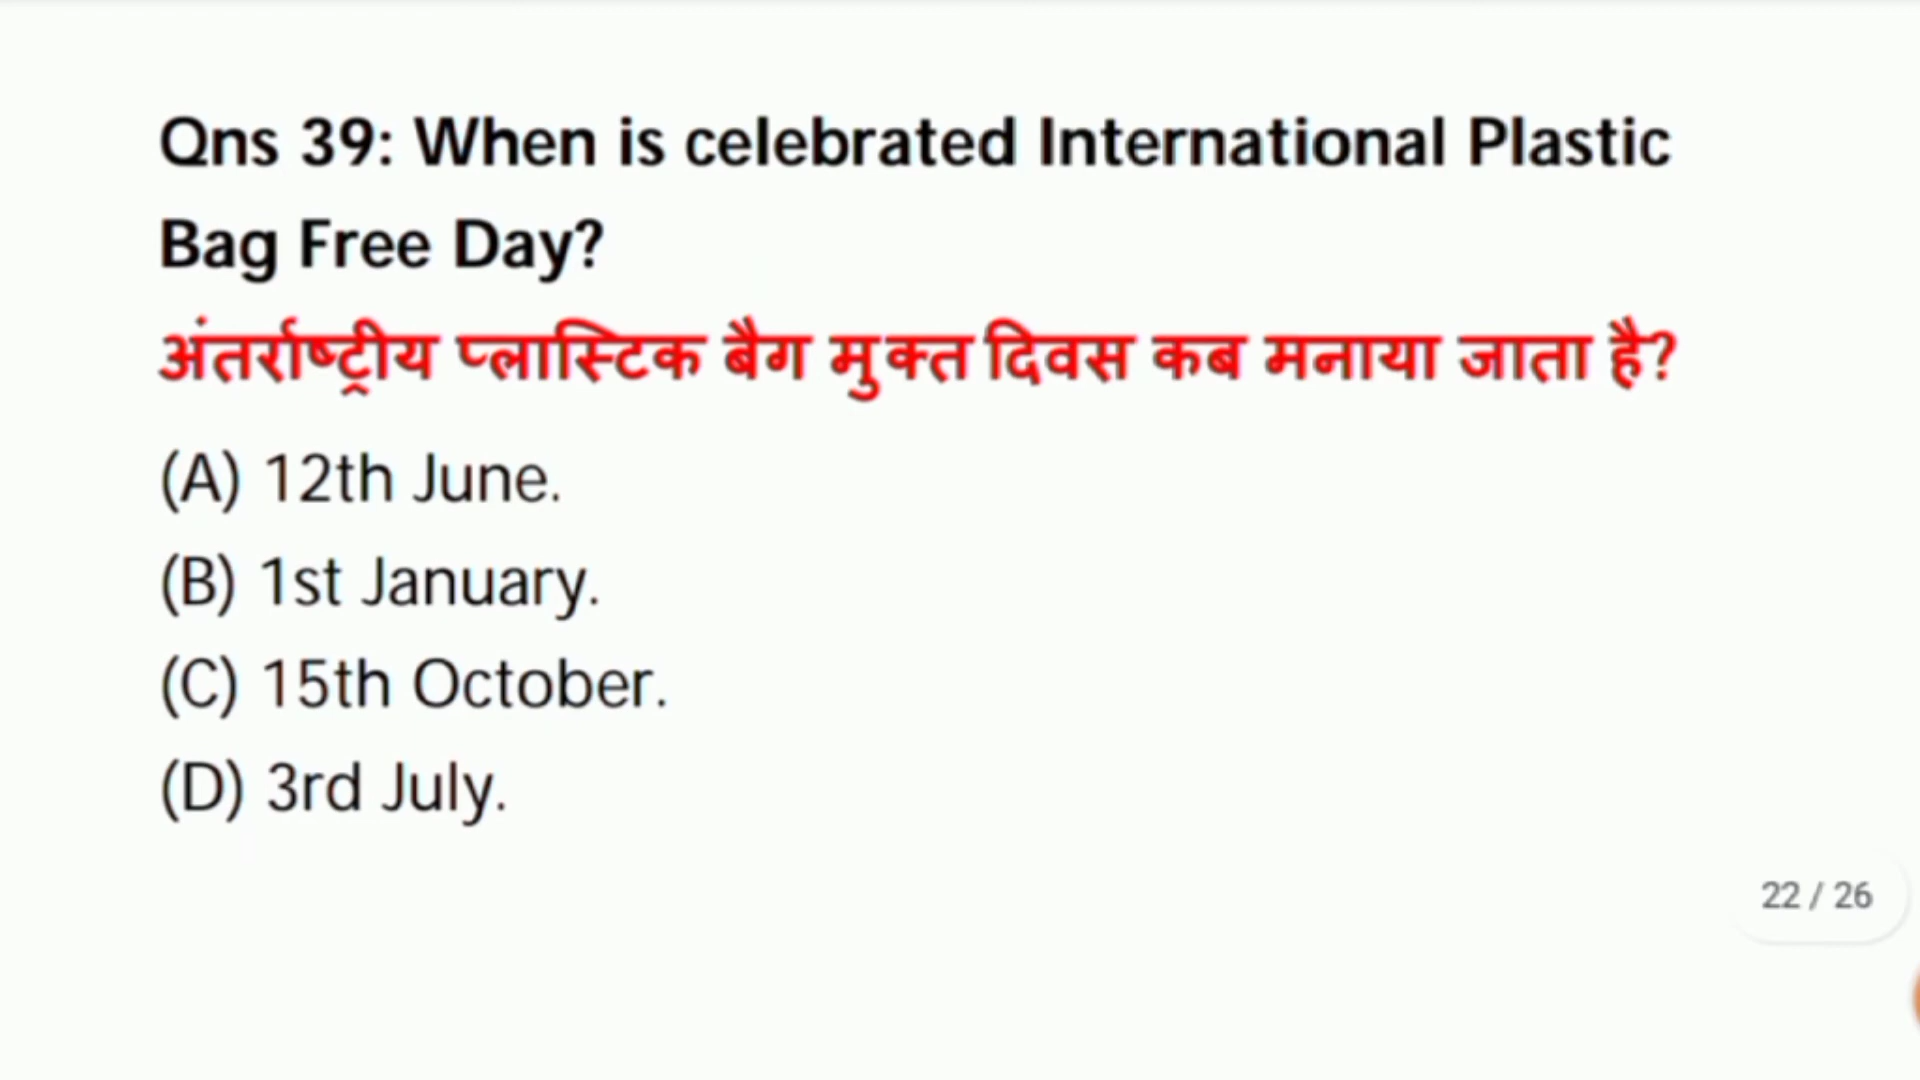 Qns 39: When is celebrated International Plastic
Bag Free Day?
अंतर्राष्ट्रीय प्लास्टिक बैग मुक्त दिवस कब मनाया जाता है?
(A) 12th June.
(B) 1st January.
(C) 15th October.
(D) 3rd July.
22 / 26